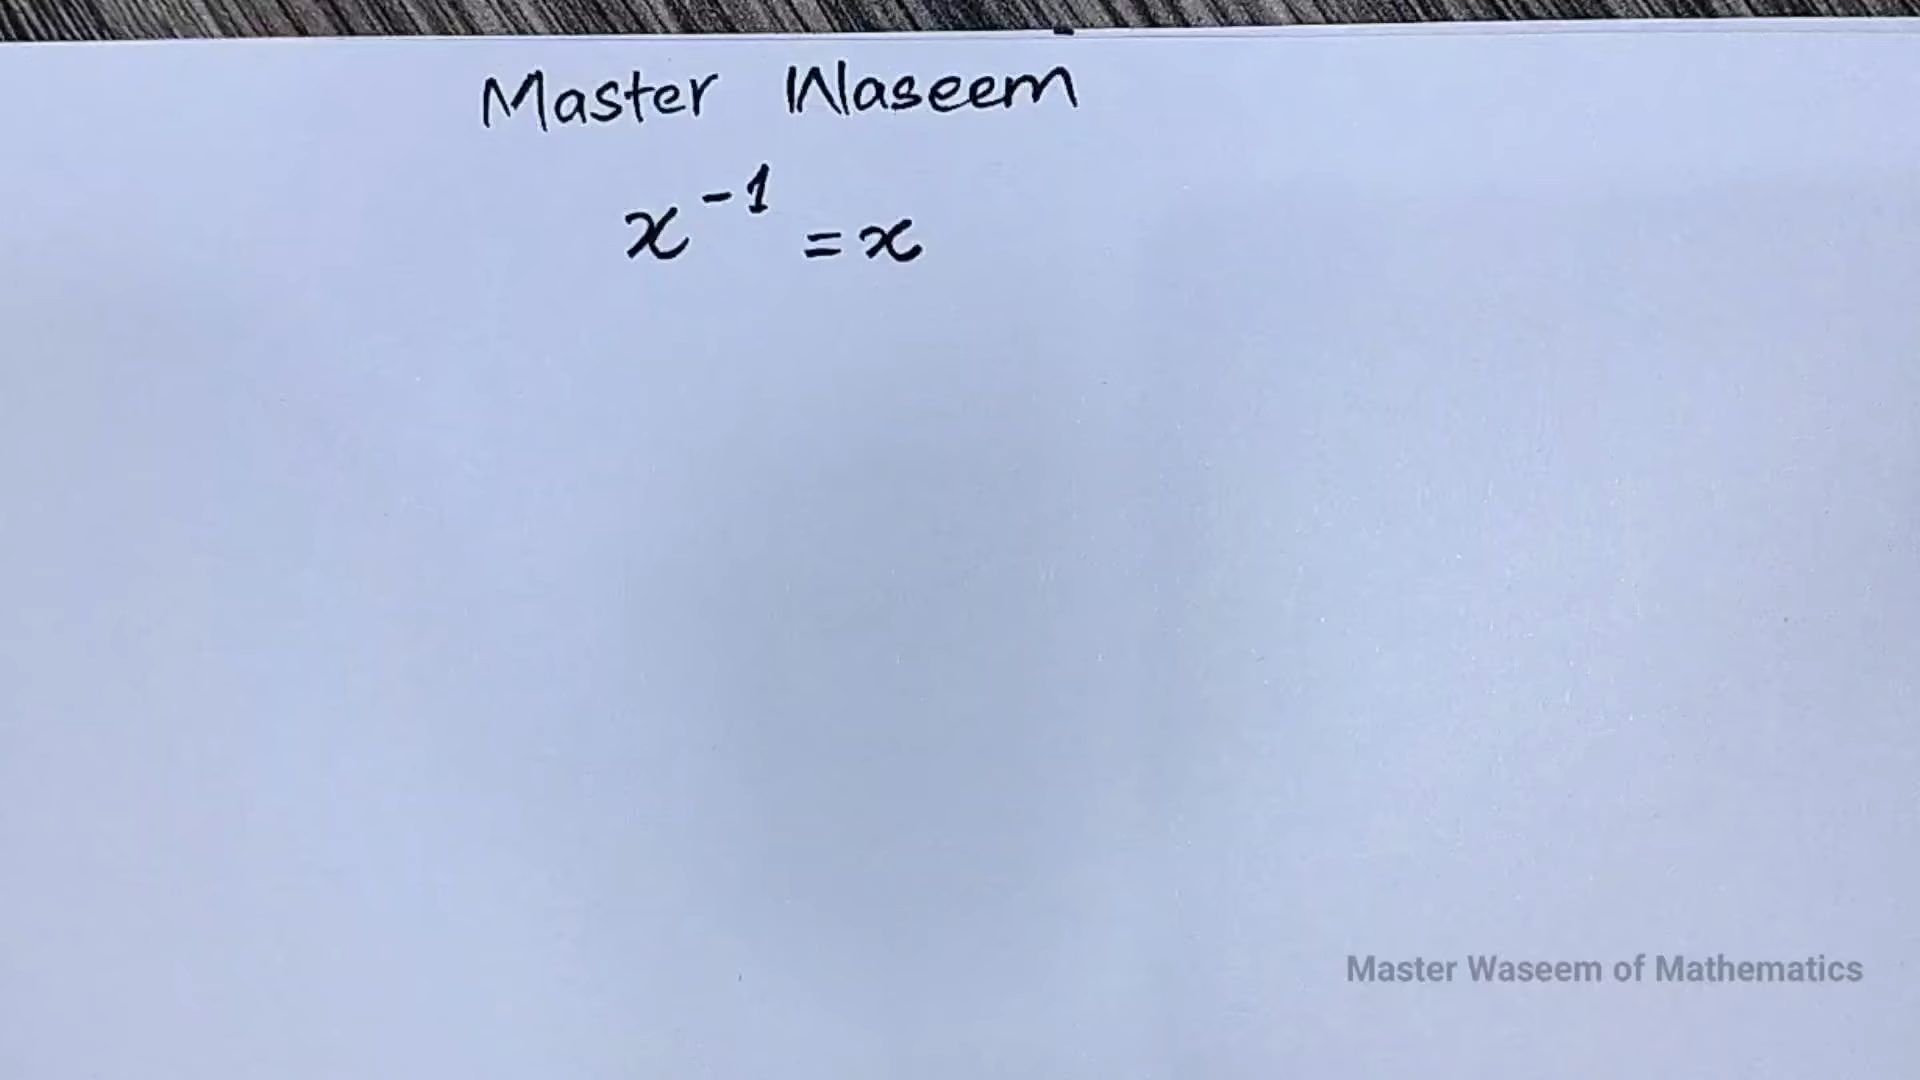 Master Waseem
x⁻¹ = x
Master Waseem of Mathematics